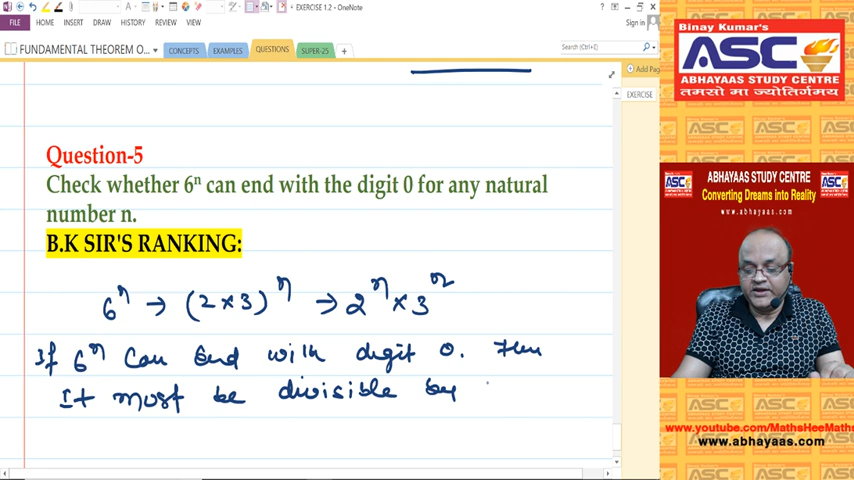 EXERCISE 1.2 - OneNote
Sign in
FILE HOME INSERT DRAW HISTORY REVIEW VIEW
FUNDAMENTAL THEOREM O... CONCEPTS EXAMPLES QUESTIONS SUPER-25 +
Search (Ctrl+E)
Add Pag
EXERCISE
Question-5
Check whether 6ⁿ can end with the digit 0 for any natural
number n.
B.K SIR'S RANKING:
6ⁿ → (2 × 3)ⁿ → 2ⁿ × 3ⁿ
If 6ⁿ Can End with digit 0. then
It must be divisible by
Binay Kumar's
ASC
ABHAYAAS STUDY CENTRE
तमसो मा ज्योतिर्गमय
ABHAYAAS STUDY CENTRE
ASC Converting Dreams into Reality ASC
www.abhayaas.com
www.youtube.com/MathsHeeMaths
www.abhayaas.com